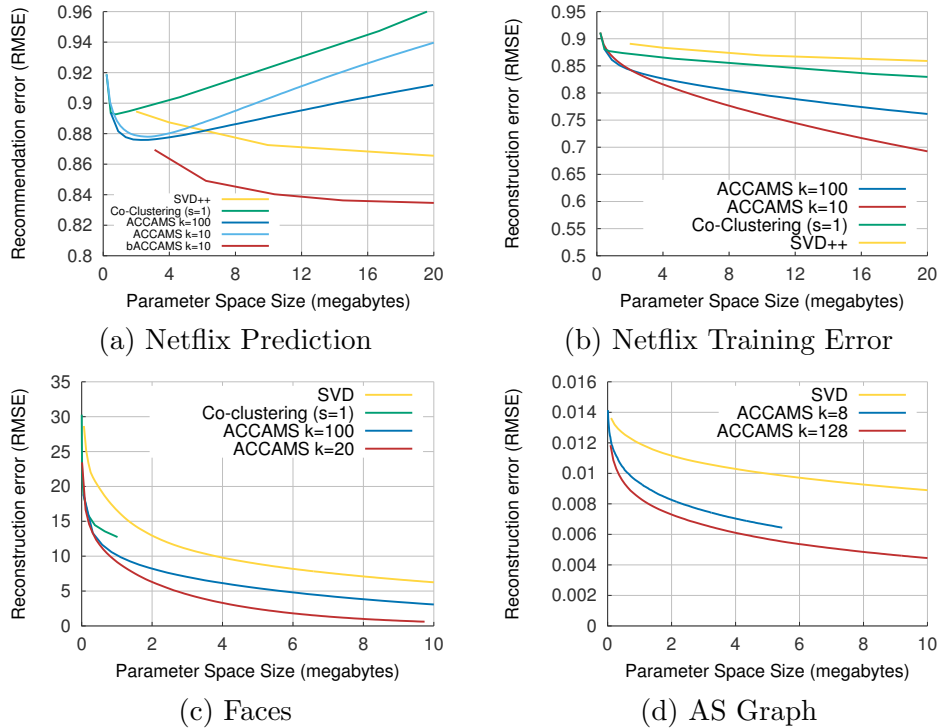 Recommendation error (RMSE)
0.96
0.94
0.92
0.9
0.88
0.86
0.84
0.82
0.8
SVD++
Co-Clustering (s=1)
ACCAMS k=100
ACCAMS k=10
bACCAMS k=10
0 4 8 12 16 20
Parameter Space Size (megabytes)
(a) Netflix Prediction
Reconstruction error (RMSE)
0.95
0.9
0.85
0.8
0.75
0.7
0.65
0.6
0.55
0.5
ACCAMS k=100
ACCAMS k=10
Co-Clustering (s=1)
SVD++
0 4 8 12 16 20
Parameter Space Size (megabytes)
(b) Netflix Training Error
Reconstruction error (RMSE)
35
30
25
20
15
10
5
0
SVD
Co-clustering (s=1)
ACCAMS k=100
ACCAMS k=20
0 2 4 6 8 10
Parameter Space Size (megabytes)
(c) Faces
Reconstruction error (RMSE)
0.016
0.014
0.012
0.01
0.008
0.006
0.004
0.002
0
SVD
ACCAMS k=8
ACCAMS k=128
0 2 4 6 8 10
Parameter Space Size (megabytes)
(d) AS Graph